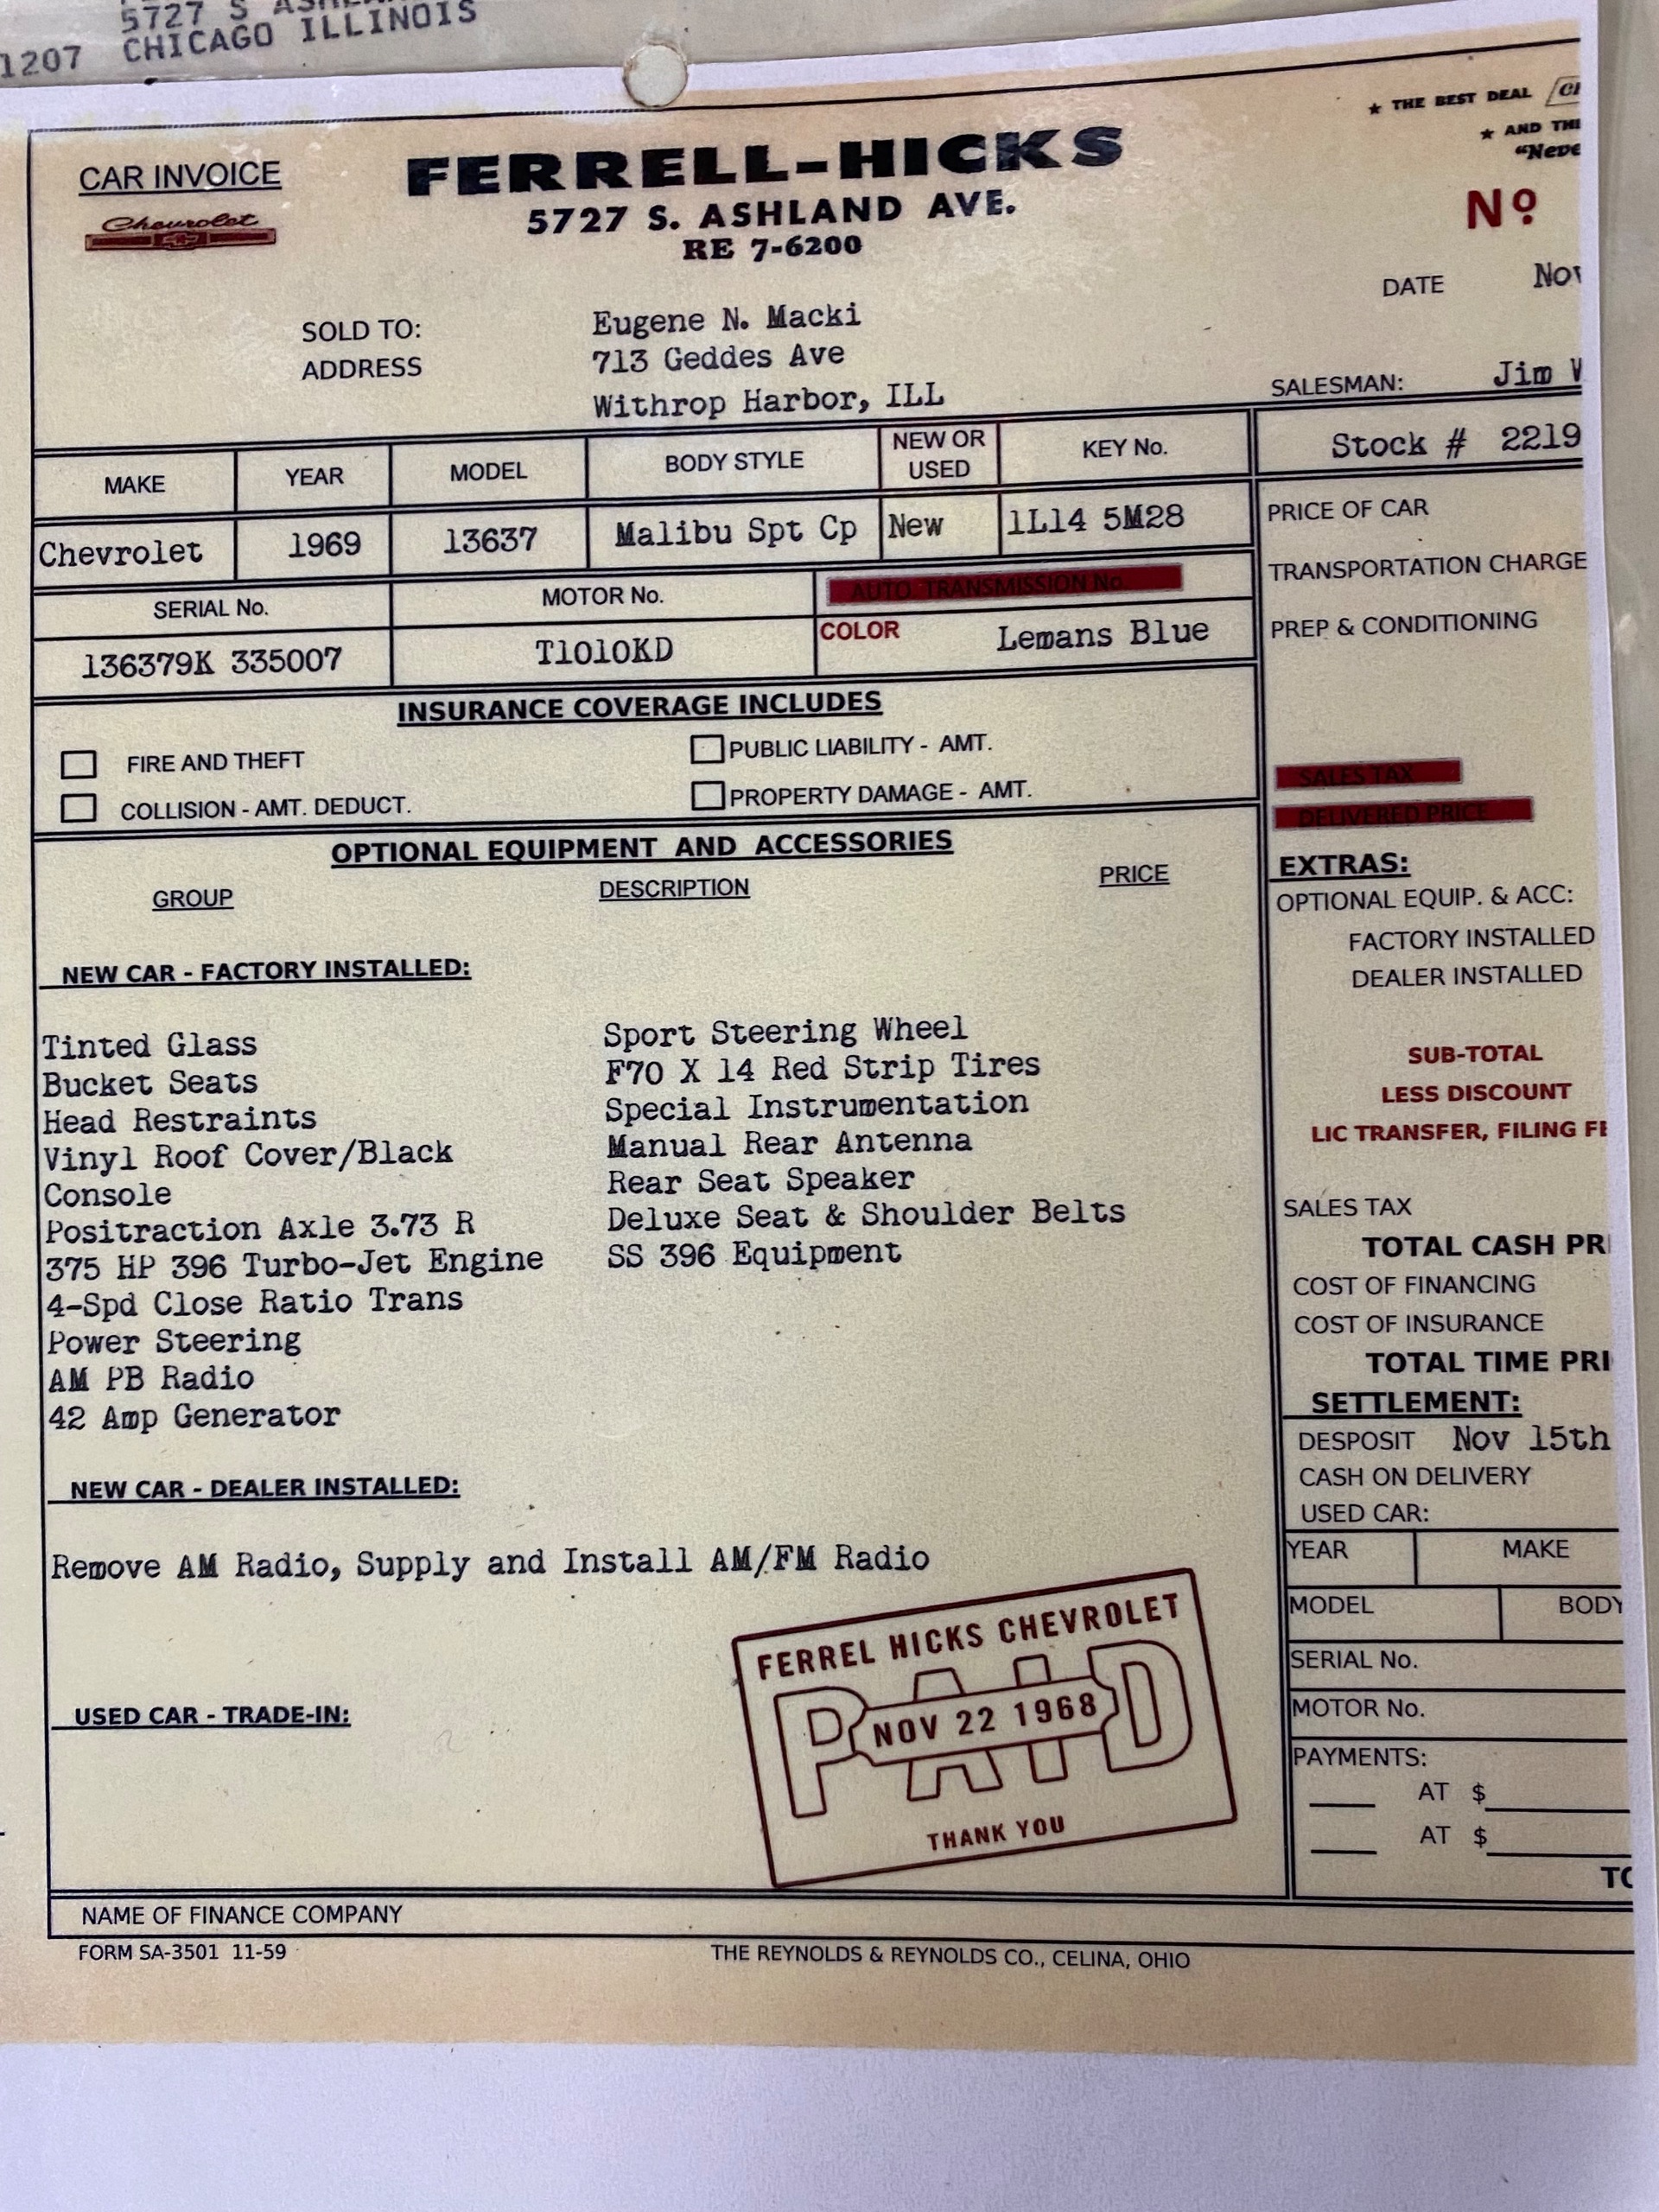 5727 S
1207 CHICAGO ILLINOIS
★ THE BEST DEAL
★ AND
CAR INVOICE
Chevrolet
FERRELL-HICKS
5727 S. ASHLAND AVE.
RE 7-6200
Nº
DATE
SOLD TO: Eugene N. Macki
ADDRESS 713 Geddes Ave
Withrop Harbor, ILL
SALESMAN: Jim
MAKE YEAR MODEL BODY STYLE NEW OR USED KEY No. Stock # 2219
Chevrolet 1969 13637 Malibu Spt Cp New 1L14 5M28
PRICE OF CAR
TRANSPORTATION CHARGE
PREP & CONDITIONING
SERIAL No. MOTOR No. AUTO TRANSMISSION No.
136379K 335007 T1010KD COLOR Lemans Blue
INSURANCE COVERAGE INCLUDES
FIRE AND THEFT PUBLIC LIABILITY - AMT.
COLLISION - AMT. DEDUCT. PROPERTY DAMAGE - AMT.
SALES TAX
DELIVERED PRICE
OPTIONAL EQUIPMENT AND ACCESSORIES
GROUP DESCRIPTION PRICE
NEW CAR - FACTORY INSTALLED:
Tinted Glass
Bucket Seats
Head Restraints
Vinyl Roof Cover/Black
Console
Positraction Axle 3.73 R
375 HP 396 Turbo-Jet Engine
4-Spd Close Ratio Trans
Power Steering
AM PB Radio
42 Amp Generator
Sport Steering Wheel
F70 X 14 Red Strip Tires
Special Instrumentation
Manual Rear Antenna
Rear Seat Speaker
Deluxe Seat & Shoulder Belts
SS 396 Equipment
NEW CAR - DEALER INSTALLED:
Remove AM Radio, Supply and Install AM/FM Radio
USED CAR - TRADE-IN:
FERREL HICKS CHEVROLET
PAID
NOV 22 1968
THANK YOU
EXTRAS:
OPTIONAL EQUIP. & ACC:
FACTORY INSTALLED
DEALER INSTALLED
SUB-TOTAL
LESS DISCOUNT
LIC TRANSFER, FILING
SALES TAX
TOTAL CASH
COST OF FINANCING
COST OF INSURANCE
TOTAL TIME
SETTLEMENT:
DESPOSIT Nov 15th
CASH ON DELIVERY
USED CAR:
YEAR MAKE
MODEL BODY
SERIAL No.
MOTOR No.
PAYMENTS:
AT $
AT $
NAME OF FINANCE COMPANY
FORM SA-3501 11-59 THE REYNOLDS & REYNOLDS CO., CELINA, OHIO